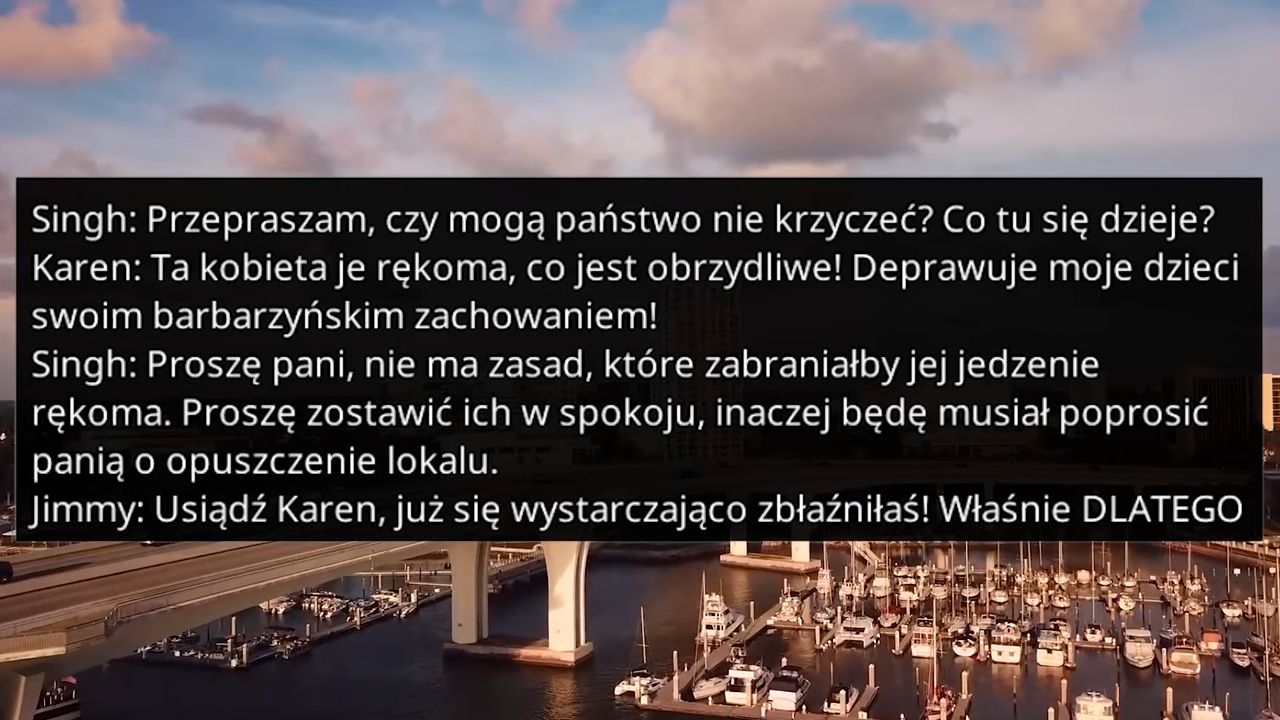 Singh: Przepraszam, czy mogą państwo nie krzyczeć? Co tu się dzieje?
Karen: Ta kobieta je rękoma, co jest obrzydliwe! Deprawuje moje dzieci
swoim barbarzyńskim zachowaniem!
Singh: Proszę pani, nie ma zasad, które zabraniałby jej jedzenie
rękoma. Proszę zostawić ich w spokoju, inaczej będę musiał poprosić
panią o opuszczenie lokalu.
Jimmy: Usiądź Karen, już się wystarczająco zbłaźniłaś! Właśnie DLATEGO